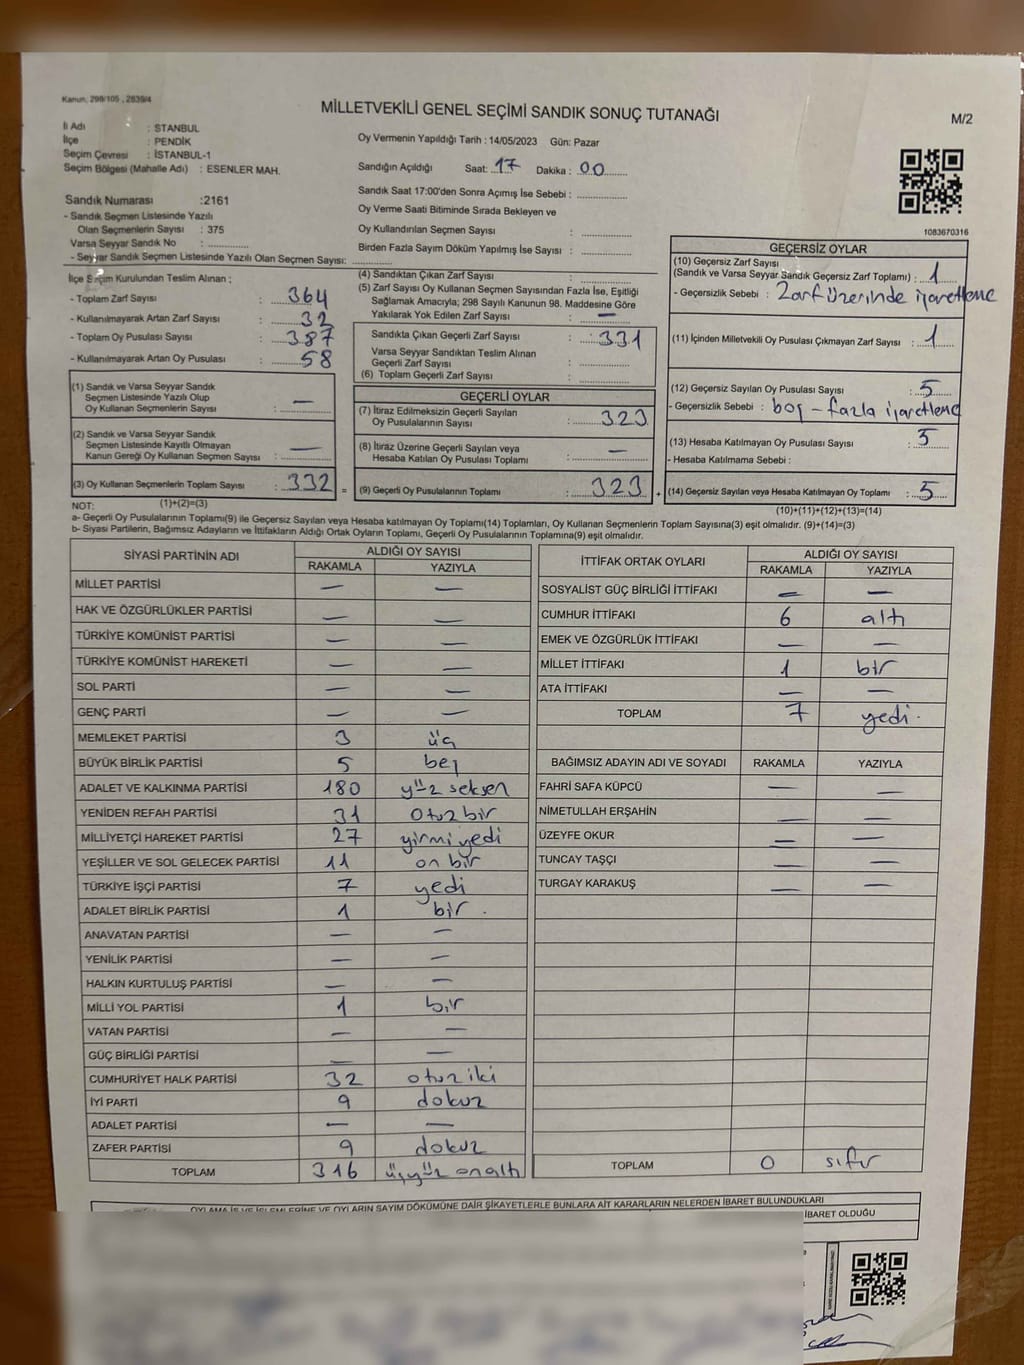 Kanun; 298/105 , 2839/4
MİLLETVEKİLİ GENEL SEÇİMİ SANDIK SONUÇ TUTANAĞI
M/2
İl Adı : STANBUL
İlçe : PENDİK
Seçim Çevresi : İSTANBUL-1
Seçim Bölgesi (Mahalle Adı) : ESENLER MAH.
Oy Vermenin Yapıldığı Tarih : 14/05/2023 Gün: Pazar
Sandığın Açıldığı Saat: 17 Dakika : 00
Sandık Saat 17:00'den Sonra Açımış İse Sebebi :
Oy Verme Saati Bitiminde Sırada Bekleyen ve
Oy Kullandırılan Seçmen Sayısı :
Birden Fazla Sayım Döküm Yapılmış İse Sayısı :
1083670316
Sandık Numarası :2161
- Sandık Seçmen Listesinde Yazılı
Olan Seçmenlerin Sayısı : 375
Varsa Seyyar Sandık No :
- Seyyar Sandık Seçmen Listesinde Yazılı Olan Seçmen Sayısı:
İlçe Seçim Kurulundan Teslim Alınan ;
- Toplam Zarf Sayısı : 364
- Kullanılmayarak Artan Zarf Sayısı : 32
- Toplam Oy Pusulası Sayısı : 387
- Kullanılmayarak Artan Oy Pusulası : 58
(1) Sandık ve Varsa Seyyar Sandık
Seçmen Listesinde Yazılı Olup
Oy Kullanan Seçmenlerin Sayısı : —
(2) Sandık ve Varsa Seyyar Sandık
Seçmen Listesinde Kayıtlı Olmayan
Kanun Gereği Oy Kullanan Seçmen Sayısı : —
(3) Oy Kullanan Seçmenlerin Toplam Sayısı : 332 =
(1)+(2)=(3)
(4) Sandıktan Çıkan Zarf Sayısı :
(5) Zarf Sayısı Oy Kullanan Seçmen Sayısından Fazla İse, Eşitliği
Sağlamak Amacıyla; 298 Sayılı Kanunun 98. Maddesine Göre
Yakılarak Yok Edilen Zarf Sayısı : —
Sandıkta Çıkan Geçerli Zarf Sayısı : 331
Varsa Seyyar Sandıktan Teslim Alınan
Geçerli Zarf Sayısı :
(6) Toplam Geçerli Zarf Sayısı :
GEÇERLİ OYLAR
(7) İtiraz Edilmeksizin Geçerli Sayılan
Oy Pusulalarının Sayısı : 323
(8) İtiraz Üzerine Geçerli Sayılan veya
Hesaba Katılan Oy Pusulası Toplamı : —
(9) Geçerli Oy Pusulalarının Toplamı : 323 +
GEÇERSİZ OYLAR
(10) Geçersiz Zarf Sayısı
(Sandık ve Varsa Seyyar Sandık Geçersiz Zarf Toplamı) : 1
- Geçersizlik Sebebi : Zarf üzerinde işaretleme
(11) İçinden Milletvekili Oy Pusulası Çıkmayan Zarf Sayısı : 1
(12) Geçersiz Sayılan Oy Pusulası Sayısı : 5
- Geçersizlik Sebebi : boş - fazla işaretleme
(13) Hesaba Katılmayan Oy Pusulası Sayısı :
- Hesaba Katılmama Sebebi :
(14) Geçersiz Sayılan veya Hesaba Katılmayan Oy Toplamı : 5
(10)+(11)+(12)+(13)=(14)
NOT:
a- Geçerli Oy Pusulalarının Toplamı(9) ile Geçersiz Sayılan veya Hesaba katılmayan Oy Toplamı(14) Toplamları, Oy Kullanan Seçmenlerin Toplam Sayısına(3) eşit olmalıdır. (9)+(14)=(3)
b- Siyasi Partilerin, Bağımsız Adayların ve İttifakların Aldığı Ortak Oyların Toplamı, Geçerli Oy Pusulalarının Toplamına(9) eşit olmalıdır.
SİYASİ PARTİNİN ADI ALDIĞI OY SAYISI
RAKAMLA YAZIYLA
MİLLET PARTİSİ — —
HAK VE ÖZGÜRLÜKLER PARTİSİ — —
TÜRKİYE KOMÜNİST PARTİSİ — —
TÜRKİYE KOMÜNİST HAREKETİ — —
SOL PARTİ — —
GENÇ PARTİ — —
MEMLEKET PARTİSİ 3 üç
BÜYÜK BİRLİK PARTİSİ 5 beş
ADALET VE KALKINMA PARTİSİ 180 yüz seksen
YENİDEN REFAH PARTİSİ 31 otuz bir
MİLLİYETÇİ HAREKET PARTİSİ 27 yirmi yedi
YEŞİLLER VE SOL GELECEK PARTİSİ 11 on bir
TÜRKİYE İŞÇİ PARTİSİ 7 yedi
ADALET BİRLİK PARTİSİ 1 bir .
ANAVATAN PARTİSİ — —
YENİLİK PARTİSİ — —
HALKIN KURTULUŞ PARTİSİ — —
MİLLİ YOL PARTİSİ 1 bir
VATAN PARTİSİ — —
GÜÇ BİRLİĞİ PARTİSİ — —
CUMHURİYET HALK PARTİSİ 32 otuz iki
İYİ PARTİ 9 dokuz
ADALET PARTİSİ — —
ZAFER PARTİSİ 9 dokuz
TOPLAM 316 üçyüz onaltı
İTTİFAK ORTAK OYLARI ALDIĞI OY SAYISI
RAKAMLA YAZIYLA
SOSYALİST GÜÇ BİRLİĞİ İTTİFAKI — —
CUMHUR İTTİFAKI 6 altı
EMEK VE ÖZGÜRLÜK İTTİFAKI — —
MİLLET İTTİFAKI 1 bir
ATA İTTİFAKI — —
TOPLAM 7 yedi.
BAĞIMSIZ ADAYIN ADI VE SOYADI RAKAMLA YAZIYLA
FAHRİ SAFA KÜPCÜ — —
NİMETULLAH ERŞAHİN — —
ÜZEYFE OKUR — —
TUNCAY TAŞÇI — —
TURGAY KARAKUŞ — —
TOPLAM 0 sıfır
OYLAMA İŞ VE İŞLEMLERİNE VE OYLARIN SAYIM DÖKÜMÜNE DAİR ŞİKAYETLERLE BUNLARA AİT KARARLARIN NELERDEN İBARET BULUNDUKLARI
İBARET OLDUĞU